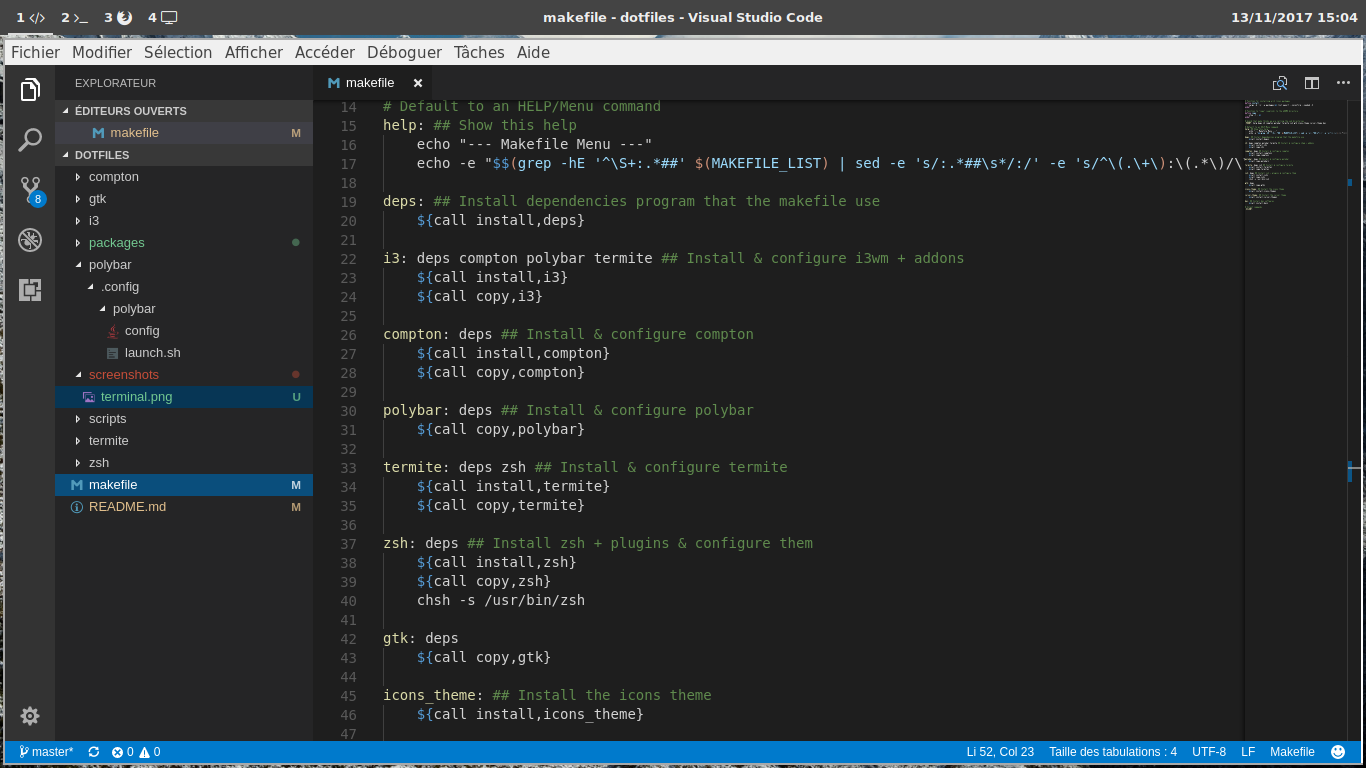 1 </> 2 >_ 3 4 makefile - dotfiles - Visual Studio Code 13/11/2017 15:04
Fichier Modifier Sélection Afficher Accéder Déboguer Tâches Aide
EXPLORATEUR
ÉDITEURS OUVERTS
makefile M
DOTFILES
compton
gtk
i3
packages
polybar
.config
polybar
config
launch.sh
screenshots
terminal.png U
scripts
termite
zsh
makefile M
README.md M
8
M makefile ×
14 # Default to an HELP/Menu command
15 help: ## Show this help
16 echo "--- Makefile Menu ---"
17 echo -e "$$(grep -hE '^\S+:.*##' $(MAKEFILE_LIST) | sed -e 's/:.*##\s*/:/' -e 's/^\(.\+\):\(.*\)/\
18
19 deps: ## Install dependencies program that the makefile use
20 ${call install,deps}
21
22 i3: deps compton polybar termite ## Install & configure i3wm + addons
23 ${call install,i3}
24 ${call copy,i3}
25
26 compton: deps ## Install & configure compton
27 ${call install,compton}
28 ${call copy,compton}
29
30 polybar: deps ## Install & configure polybar
31 ${call copy,polybar}
32
33 termite: deps zsh ## Install & configure termite
34 ${call install,termite}
35 ${call copy,termite}
36
37 zsh: deps ## Install zsh + plugins & configure them
38 ${call install,zsh}
39 ${call copy,zsh}
40 chsh -s /usr/bin/zsh
41
42 gtk: deps
43 ${call copy,gtk}
44
45 icons_theme: ## Install the icons theme
46 ${call install,icons_theme}
47
master* 0 0 Li 52, Col 23 Taille des tabulations : 4 UTF-8 LF Makefile